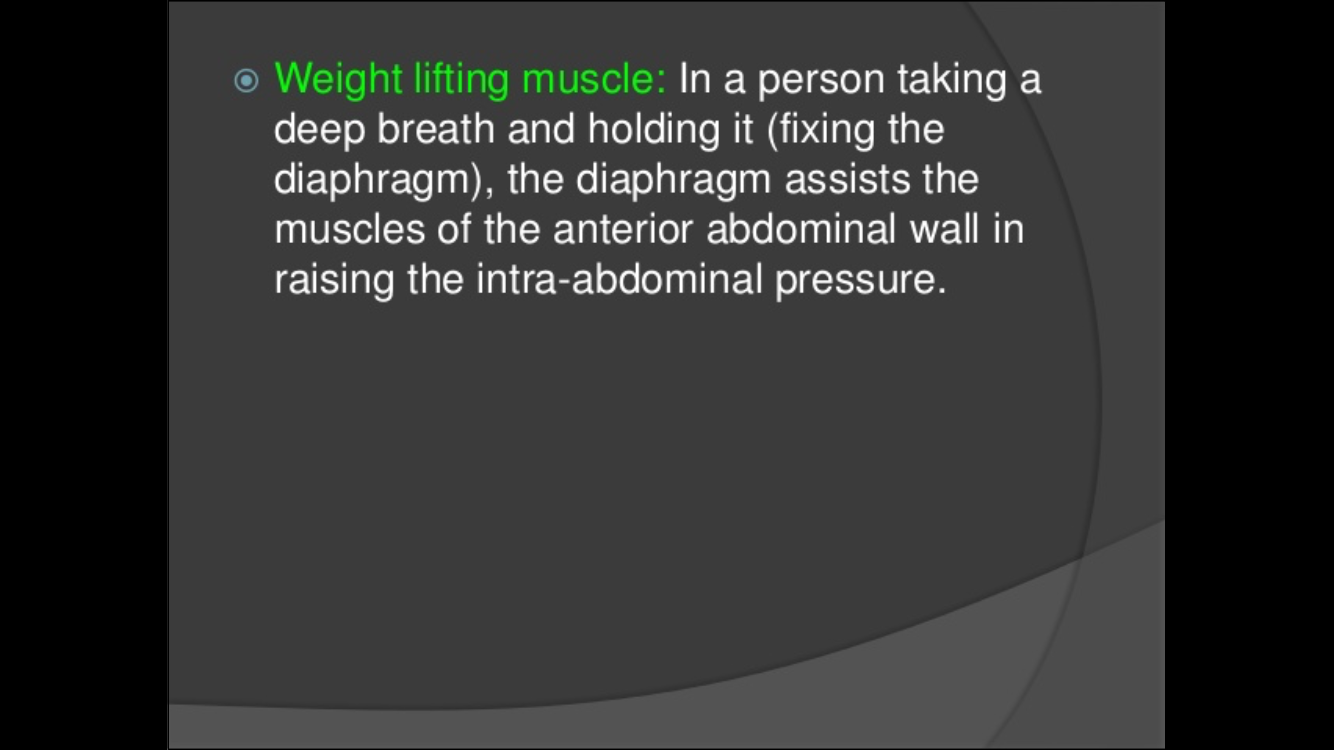 Weight lifting muscle: In a person taking a
deep breath and holding it (fixing the
diaphragm), the diaphragm assists the
muscles of the anterior abdominal wall in
raising the intra-abdominal pressure.